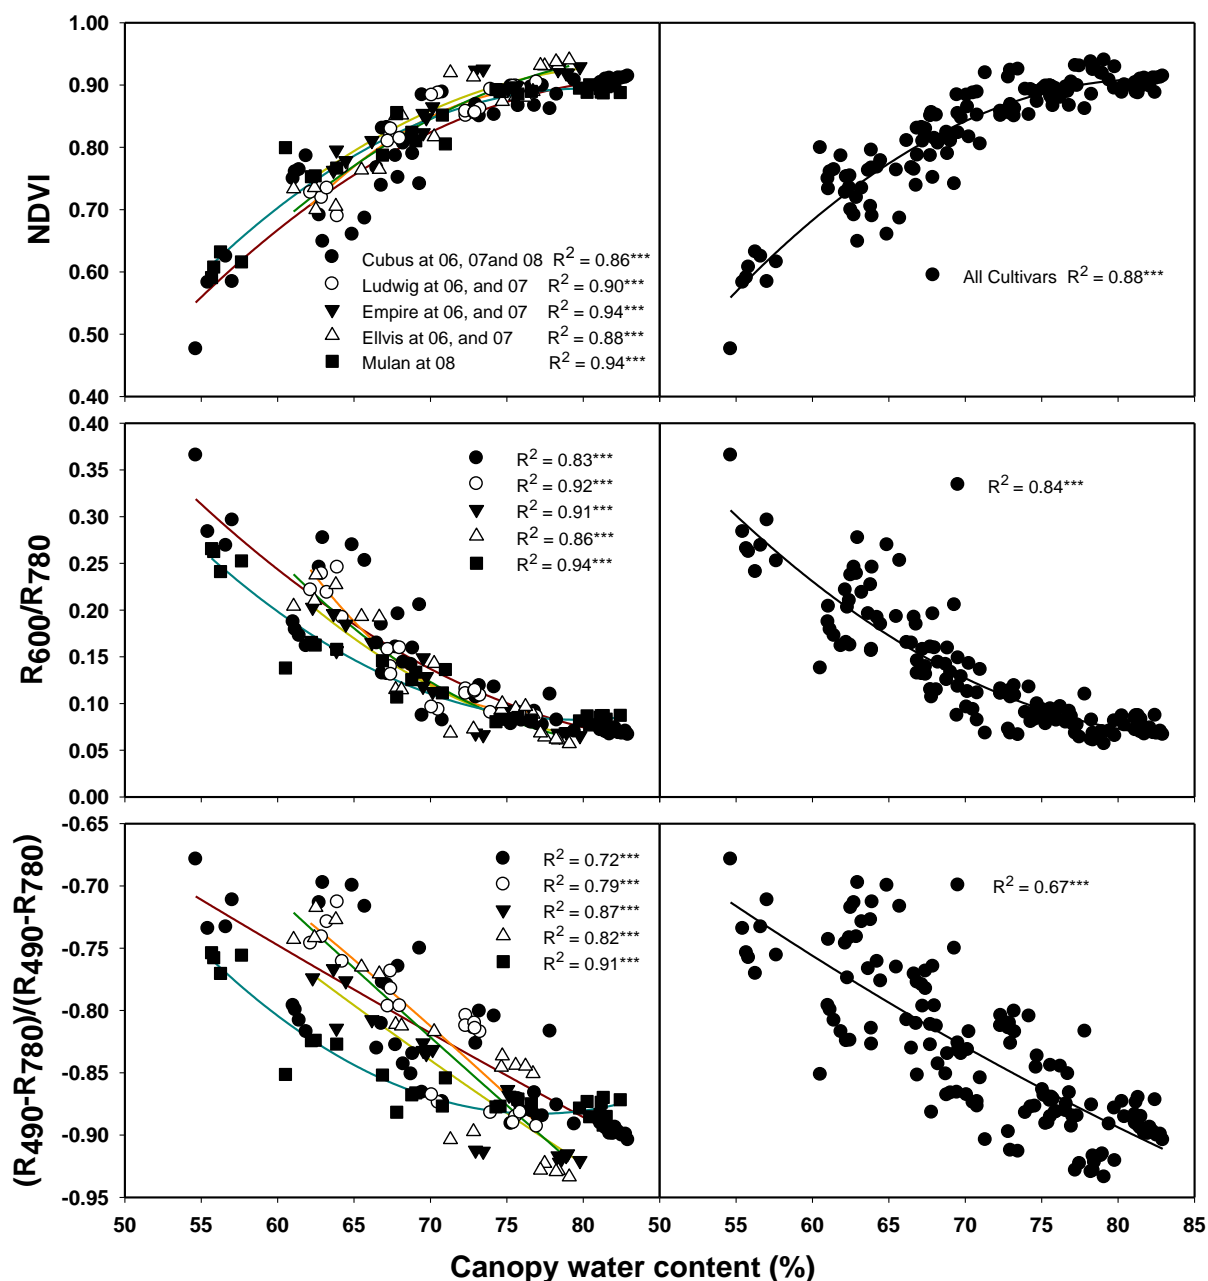 1.00
0.90
0.80
0.70
0.60
0.50
0.40
NDVI
Cubus at 06, 07and 08 R2 = 0.86***
Ludwig at 06, and 07 R2 = 0.90***
Empire at 06, and 07 R2 = 0.94***
Ellvis at 06, and 07 R2 = 0.88***
Mulan at 08 R2 = 0.94***
All Cultivars R2 = 0.88***
0.40
0.35
0.30
0.25
0.20
0.15
0.10
0.05
0.00
R600/R780
R2 = 0.83***
R2 = 0.92***
R2 = 0.91***
R2 = 0.86***
R2 = 0.94***
R2 = 0.84***
-0.65
-0.70
-0.75
-0.80
-0.85
-0.90
-0.95
(R490-R780)/(R490-R780)
R2 = 0.72***
R2 = 0.79***
R2 = 0.87***
R2 = 0.82***
R2 = 0.91***
R2 = 0.67***
50 55 60 65 70 75 80 50 55 60 65 70 75 80 85
Canopy water content (%)